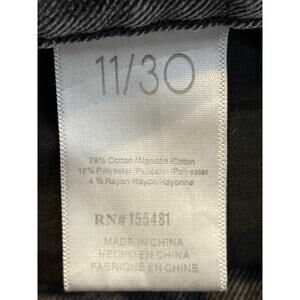 11/30
78% Cotton/Algodón/Coton
18% Polyester/Poliéster/Polyester
4% Rayon/Rayón/Rayonne
RN# 155481
MADE IN CHINA
HECHO EN CHINA
FABRIQUE EN CHINE